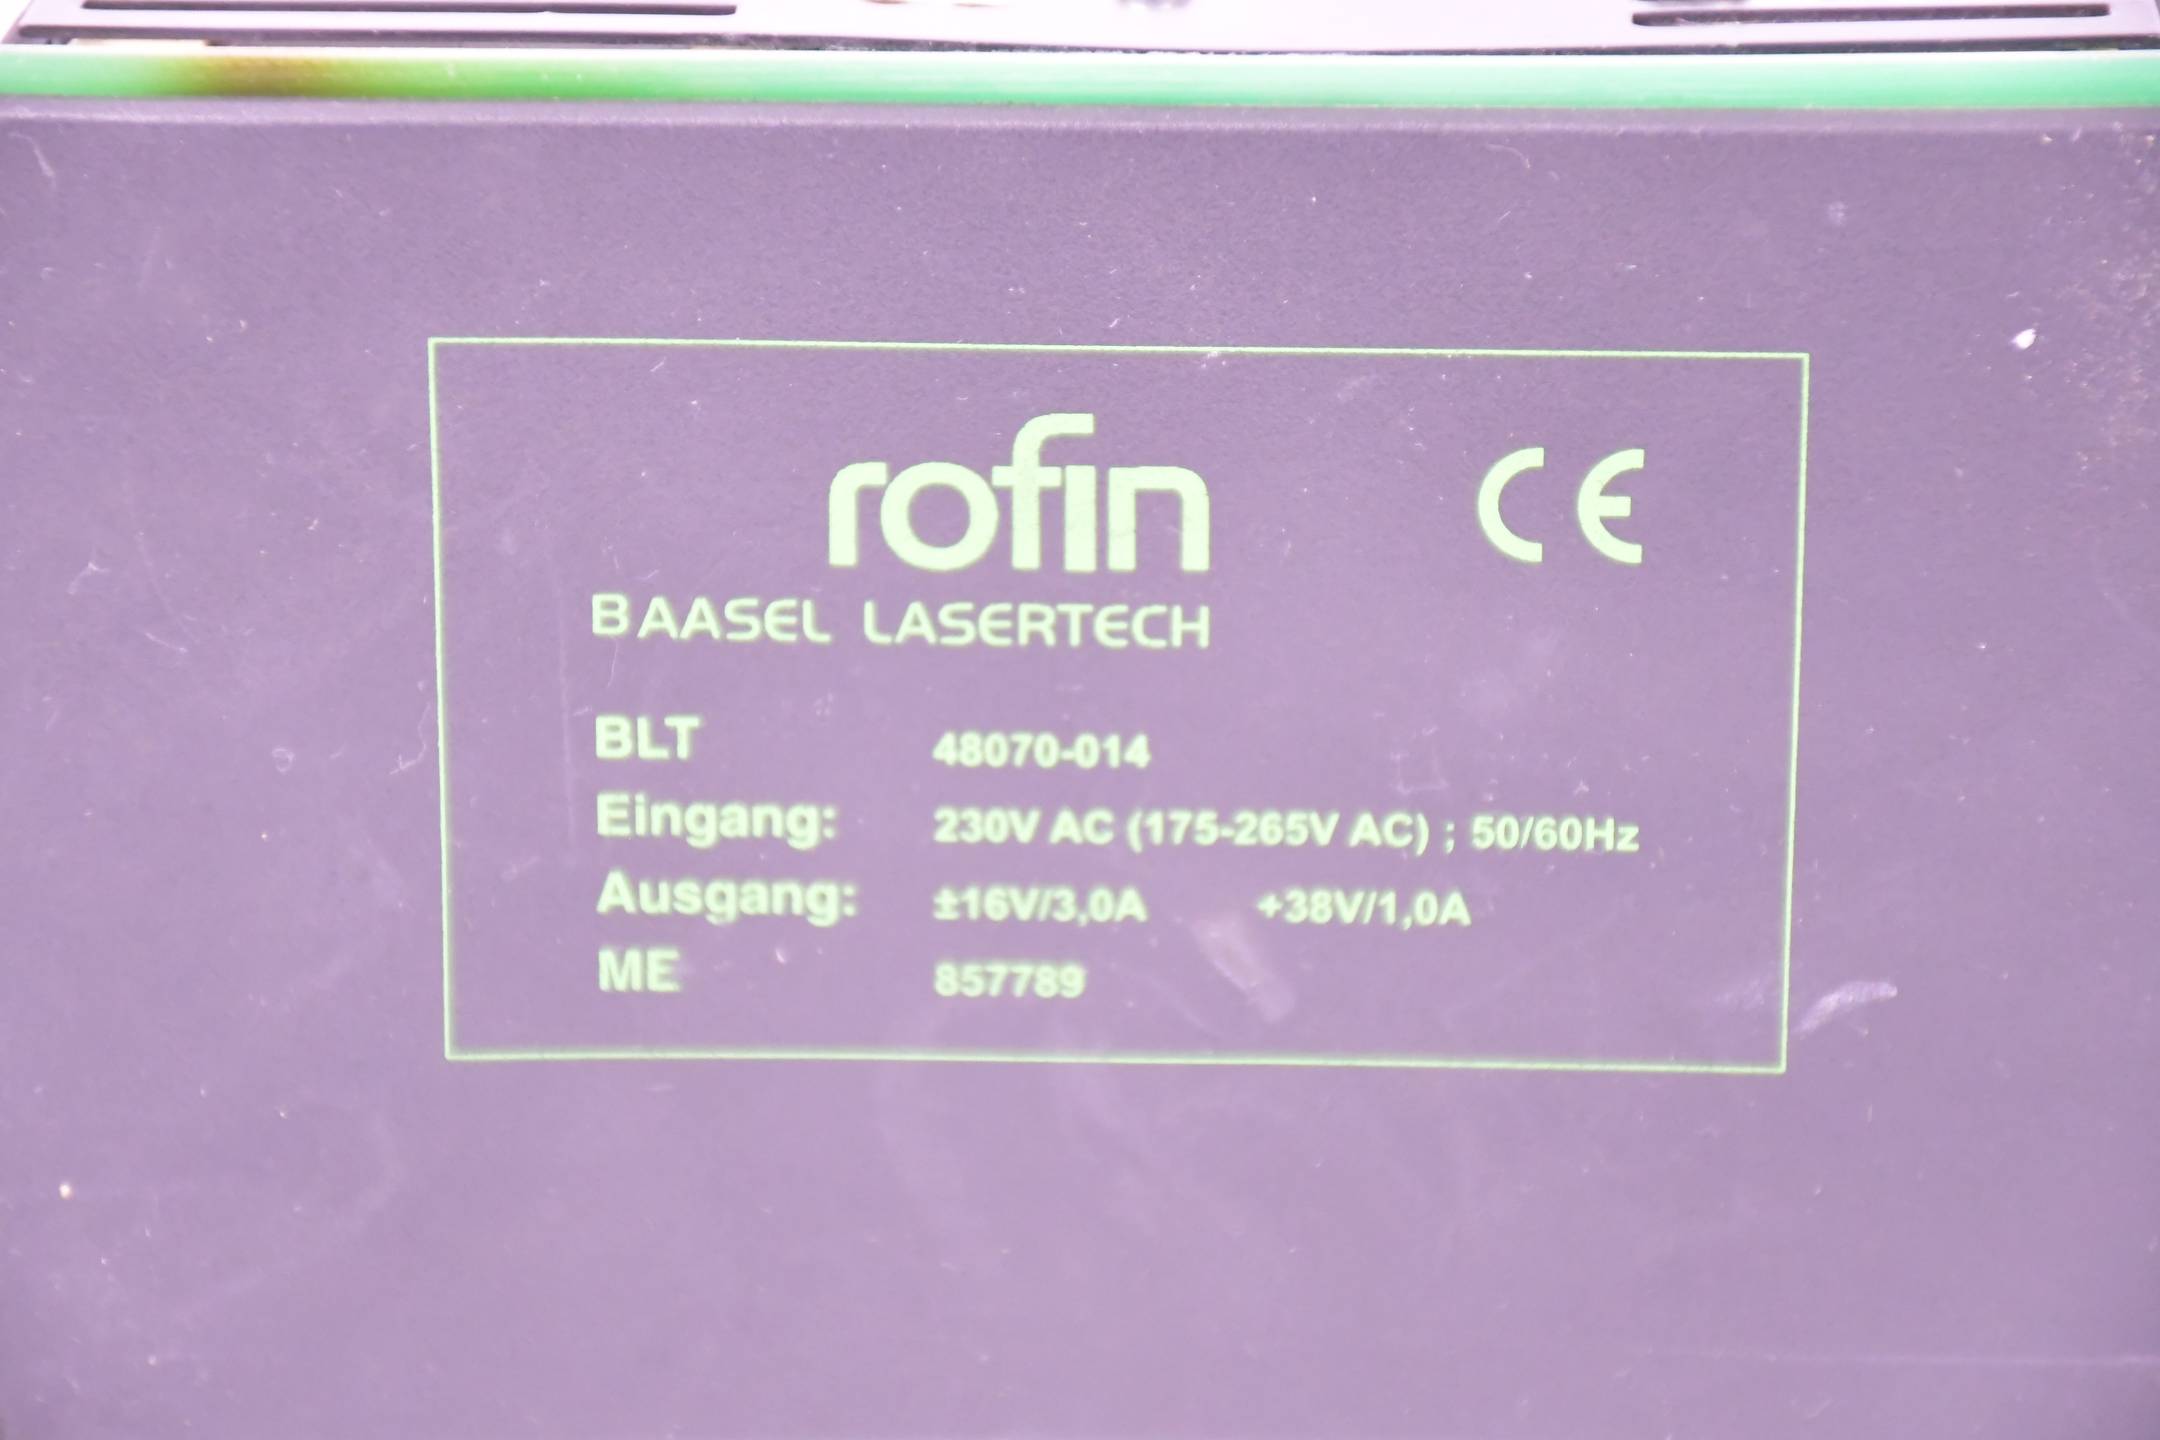 rofin CE
BAASEL LASERTECH
BLT 48070-014
Eingang: 230V AC (175-265V AC) ; 50/60Hz
Ausgang: ±16V/3,0A +38V/1,0A
ME 857789